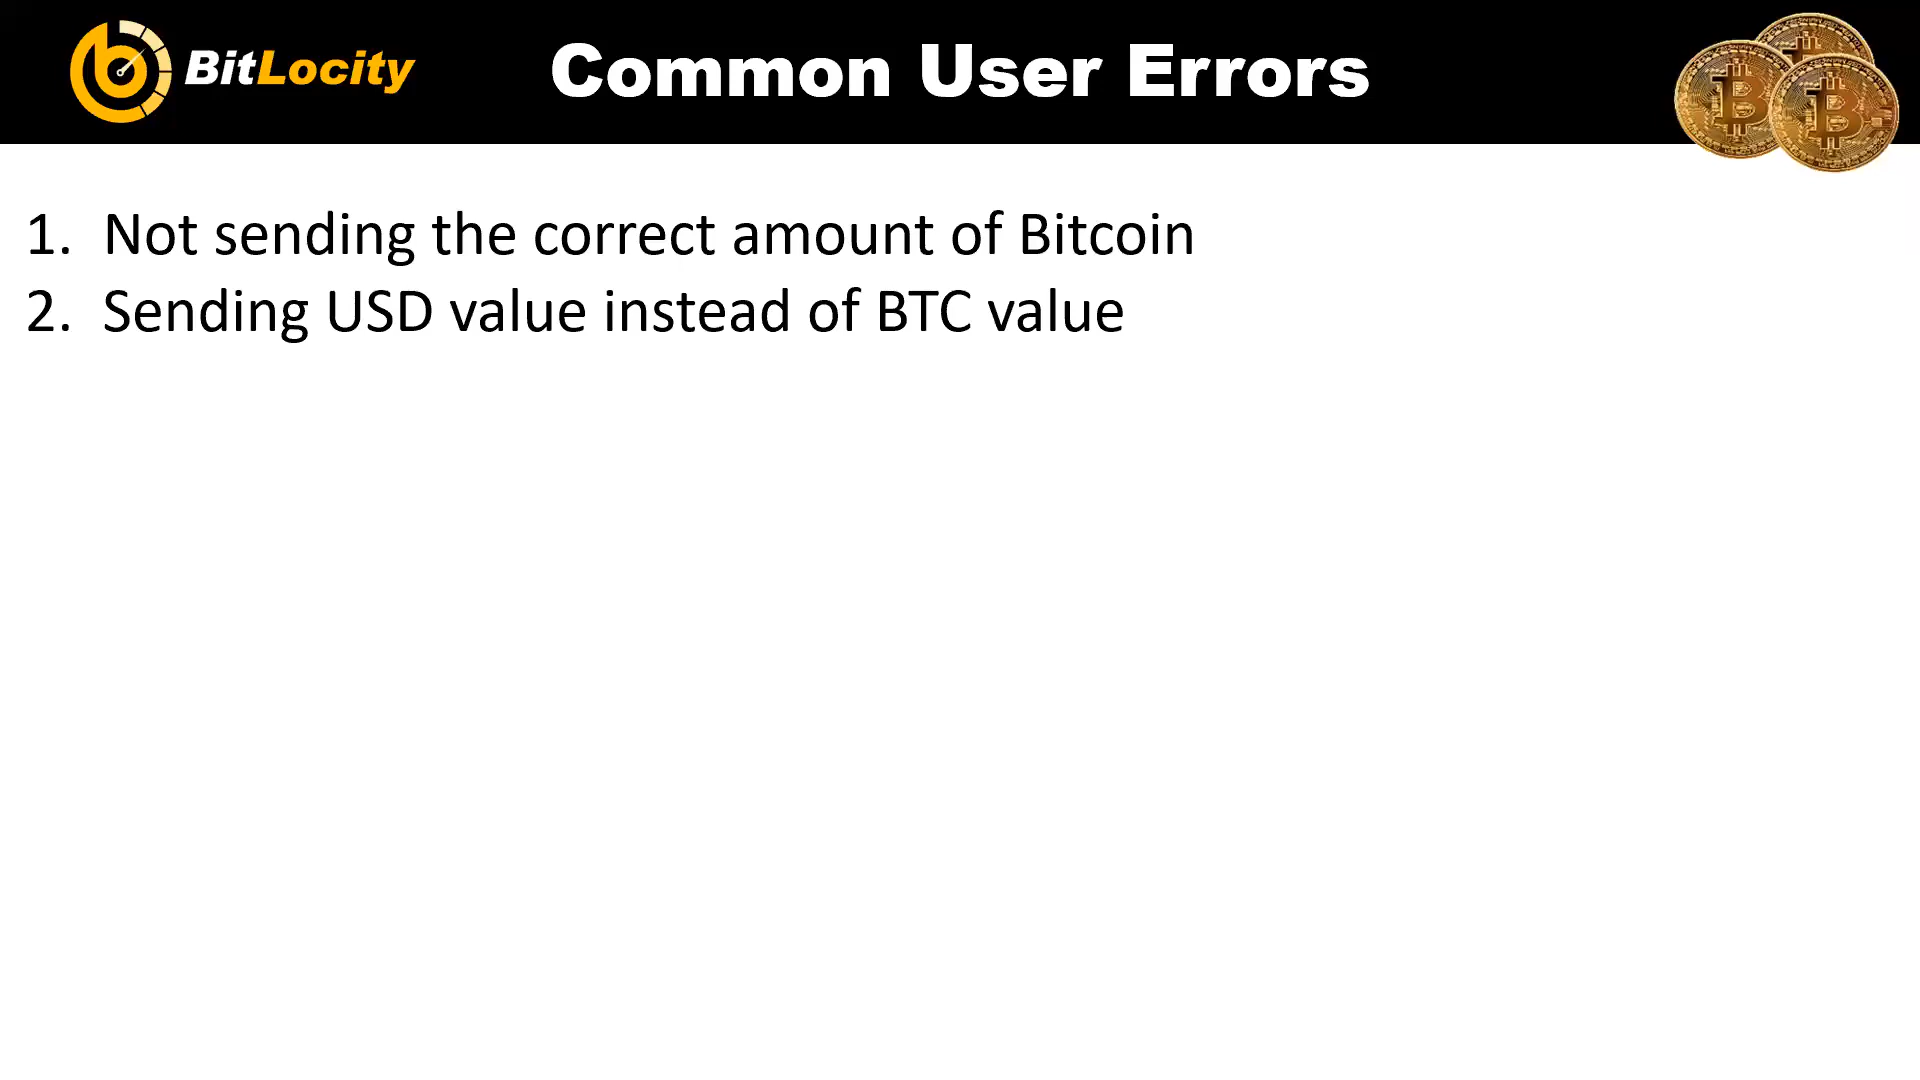 BitLocity
Common User Errors
1. Not sending the correct amount of Bitcoin
2. Sending USD value instead of BTC value